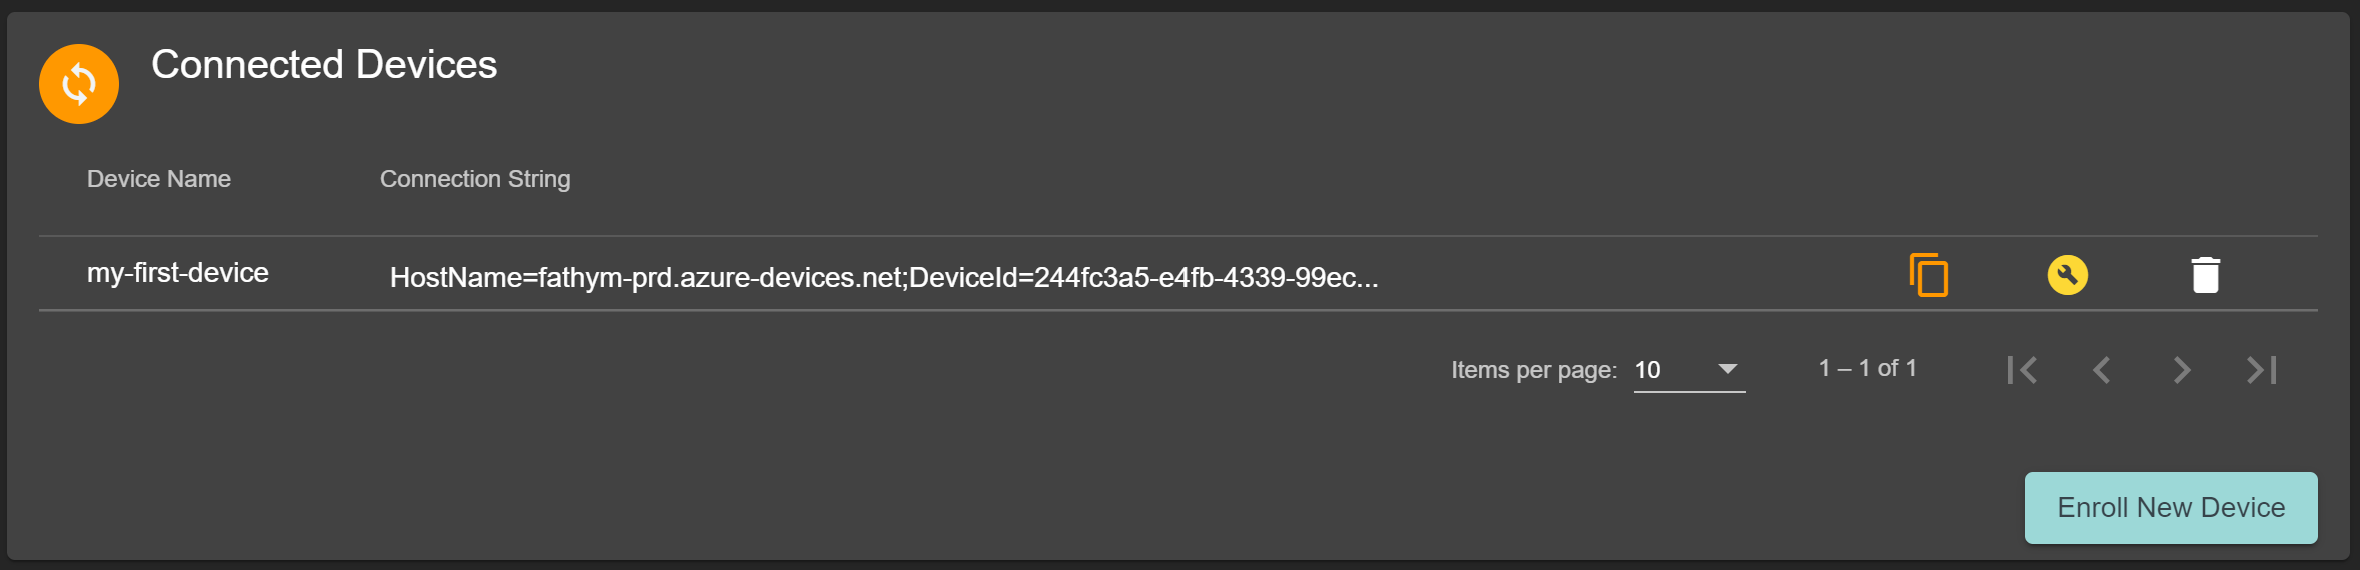 Connected Devices
Device Name Connection String
my-first-device HostName=fathym-prd.azure-devices.net;DeviceId=244fc3a5-e4fb-4339-99ec...
Items per page: 10 1 – 1 of 1
Enroll New Device